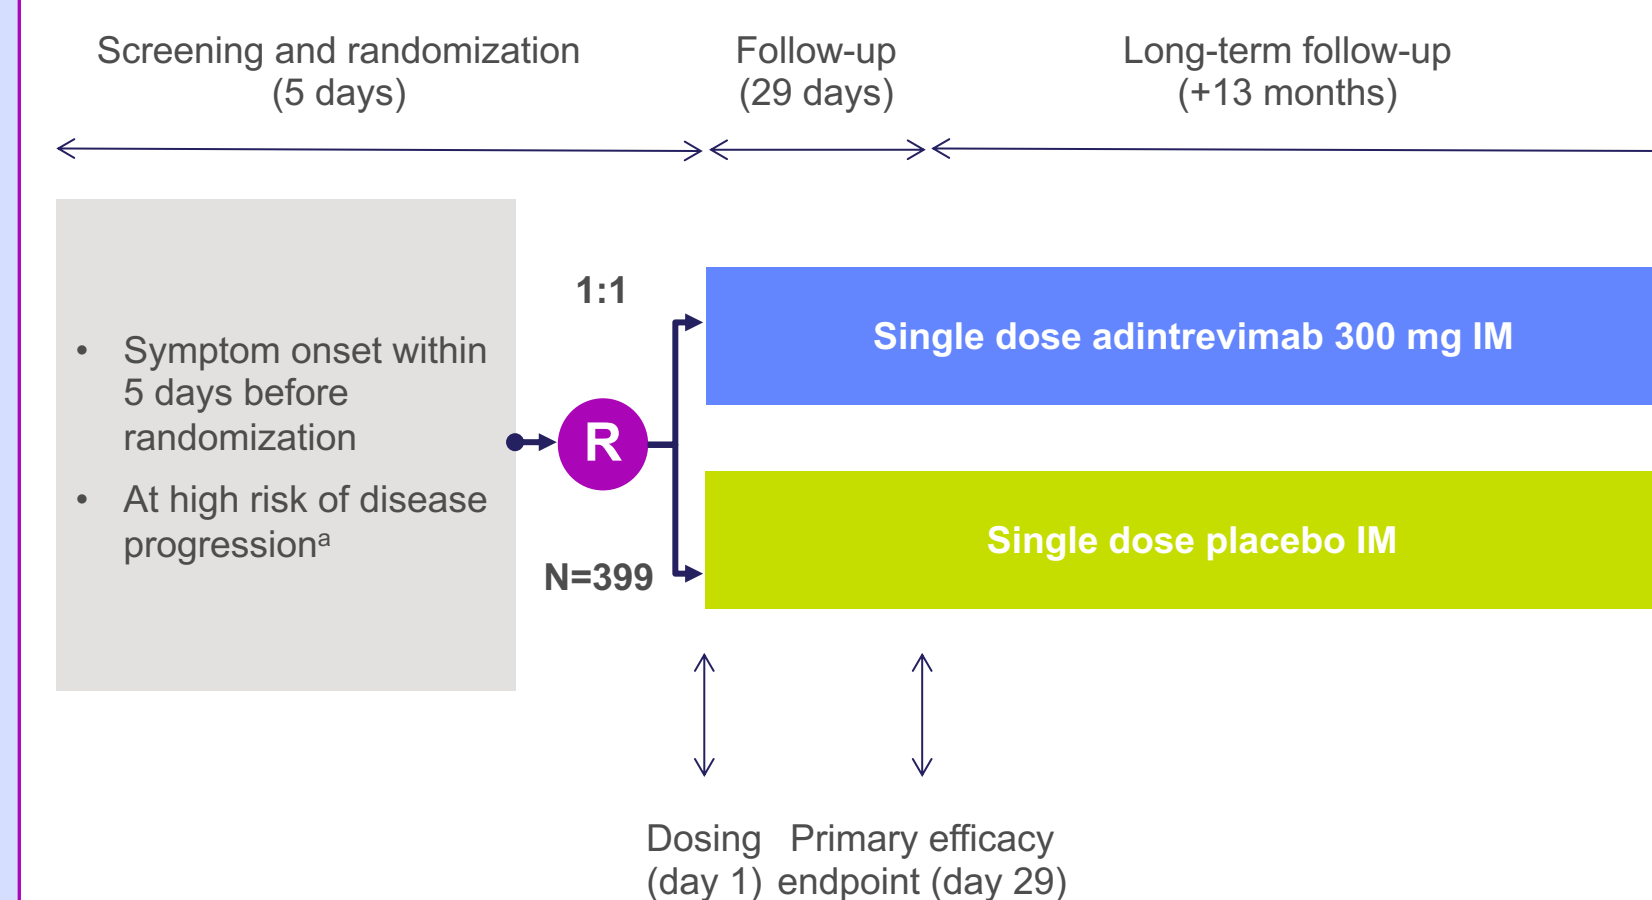 Screening and randomization
(5 days)
Follow-up
(29 days)
Long-term follow-up
(+13 months)
• Symptom onset within
5 days before
randomization
• At high risk of disease
progressionᵃ
R
1:1
N=399
Single dose adintrevimab 300 mg IM
Single dose placebo IM
Dosing
(day 1)
Primary efficacy
endpoint (day 29)